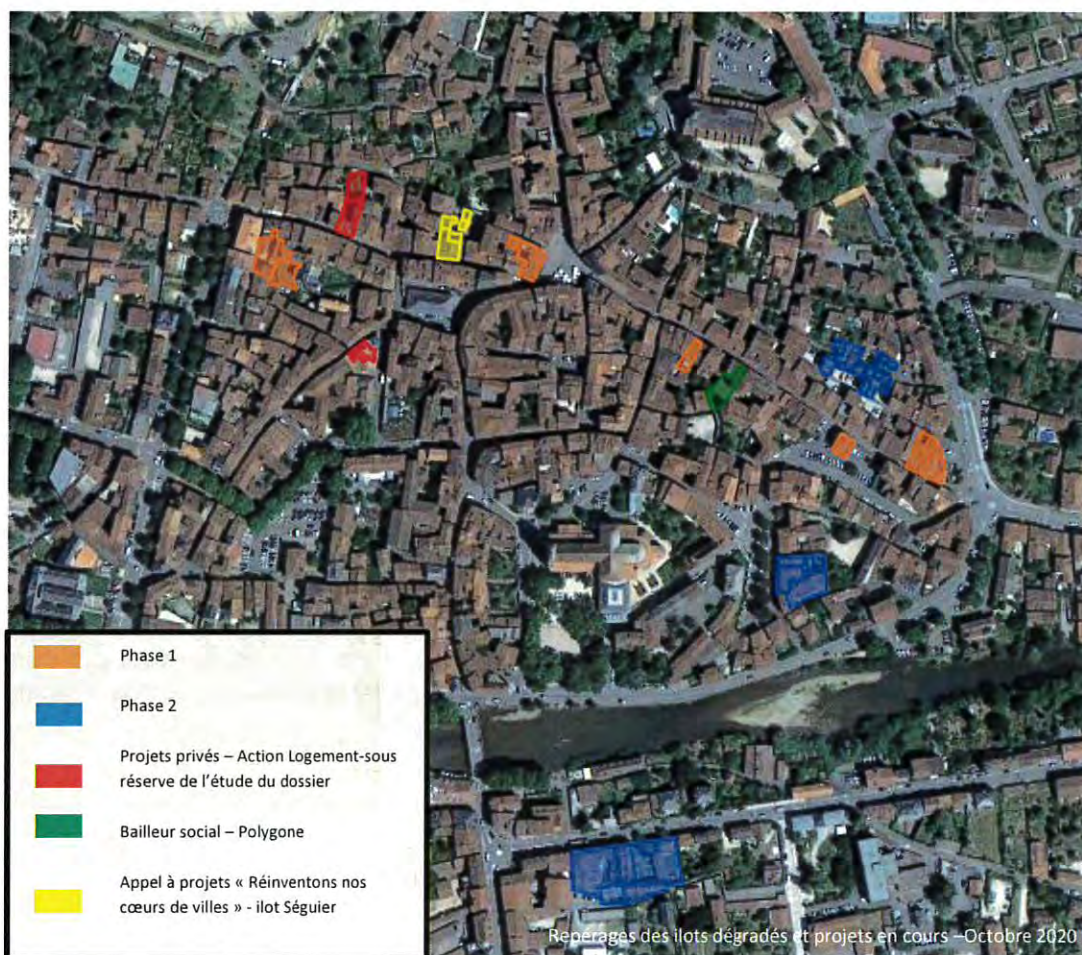 Phase 1
Phase 2
Projets privés – Action Logement-sous
réserve de l'étude du dossier
Bailleur social – Polygone
Appel à projets « Réinventons nos
cœurs de villes » - ilot Séguier
Repérages des ilots dégradés et projets en cours –Octobre 2020